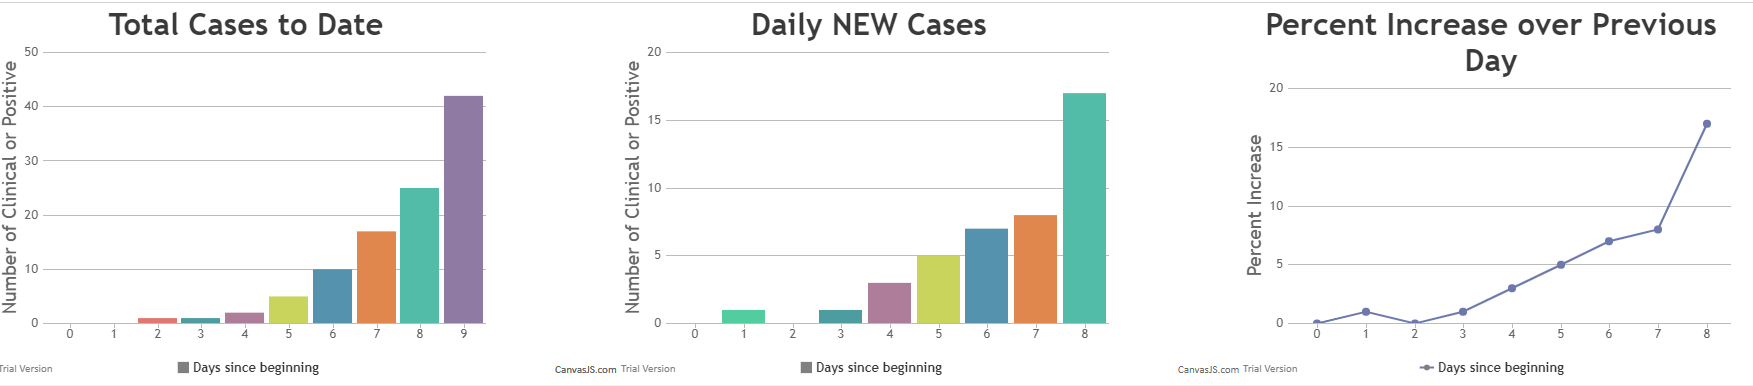 Total Cases to Date
Number of Clinical or Positive
50
40
30
20
10
0
0 1 2 3 4 5 6 7 8 9
Days since beginning
Trial Version
Daily NEW Cases
Number of Clinical or Positive
20
15
10
5
0
0 1 2 3 4 5 6 7 8
Days since beginning
CanvasJS.com Trial Version
Percent Increase over Previous
Day
Percent Increase
20
15
10
5
0
0 1 2 3 4 5 6 7 8
Days since beginning
CanvasJS.com Trial Version